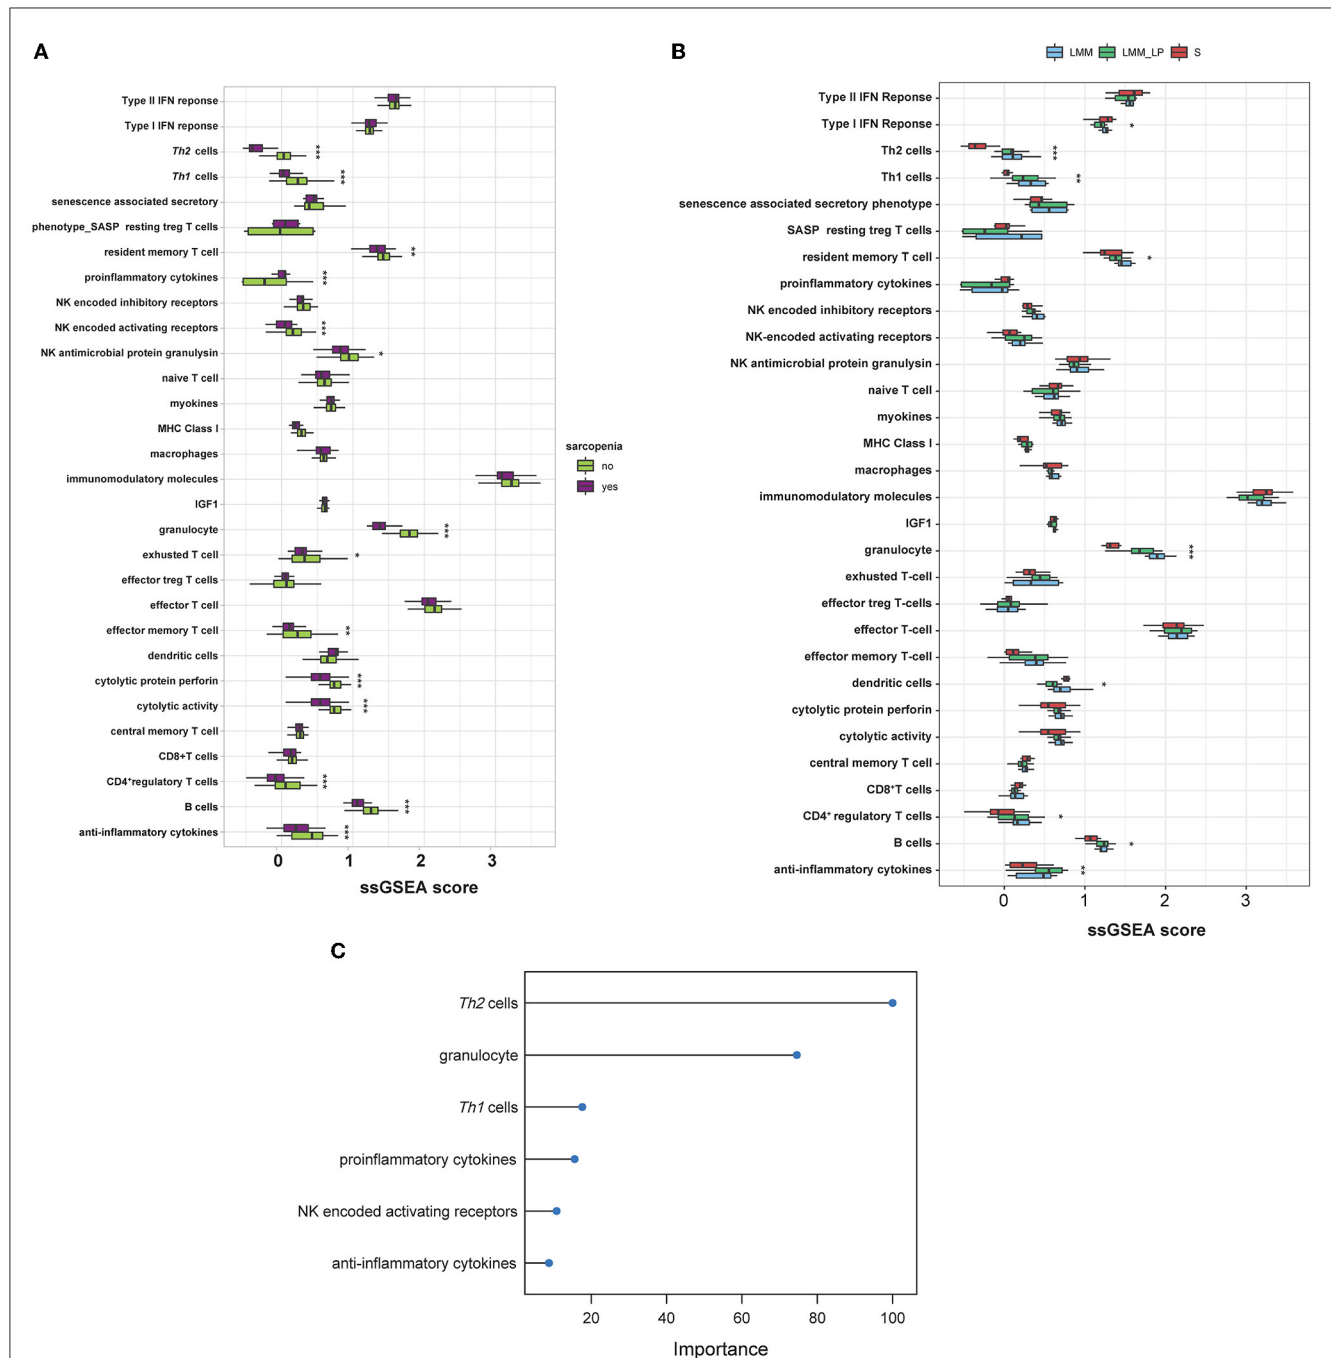 A
Type II IFN reponse
Type I IFN reponse
Th2 cells
***
Th1 cells
***
senescence associated secretory
phenotype_SASP resting treg T cells
resident memory T cell
**
proinflammatory cytokines
***
NK encoded inhibitory receptors
NK encoded activating receptors
***
NK antimicrobial protein granulysin
*
naive T cell
myokines
MHC Class I
macrophages
immunomodulatory molecules
IGF1
granulocyte
***
exhusted T cell
*
effector treg T cells
effector T cell
effector memory T cell
**
dendritic cells
cytolytic protein perforin
***
cytolytic activity
***
central memory T cell
CD8+T cells
CD4+regulatory T cells
***
B cells
***
anti-inflammatory cytokines
***
0 1 2 3
ssGSEA score
sarcopenia
no
yes
B
LMM LMM_LP S
Type II IFN Reponse
Type I IFN Reponse
*
Th2 cells
***
Th1 cells
**
senescence associated secretory phenotype
SASP resting treg T cells
resident memory T cell
*
proinflammatory cytokines
NK encoded inhibitory receptors
NK-encoded activating receptors
NK antimicrobial protein granulysin
naive T cell
myokines
MHC Class I
macrophages
immunomodulatory molecules
IGF1
granulocyte
***
exhusted T-cell
effector treg T-cells
effector T-cell
effector memory T-cell
dendritic cells
*
cytolytic protein perforin
cytolytic activity
central memory T cell
CD8+T cells
CD4+ regulatory T cells
*
B cells
*
anti-inflammatory cytokines
**
0 1 2 3
ssGSEA score
C
Th2 cells
granulocyte
Th1 cells
proinflammatory cytokines
NK encoded activating receptors
anti-inflammatory cytokines
20 40 60 80 100
Importance